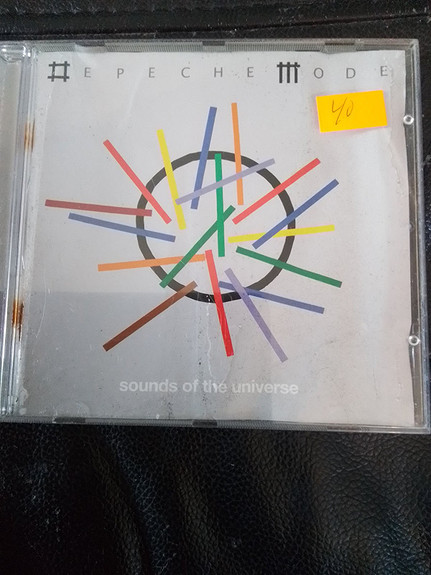 DEPECHE MODE
40
sounds of the universe